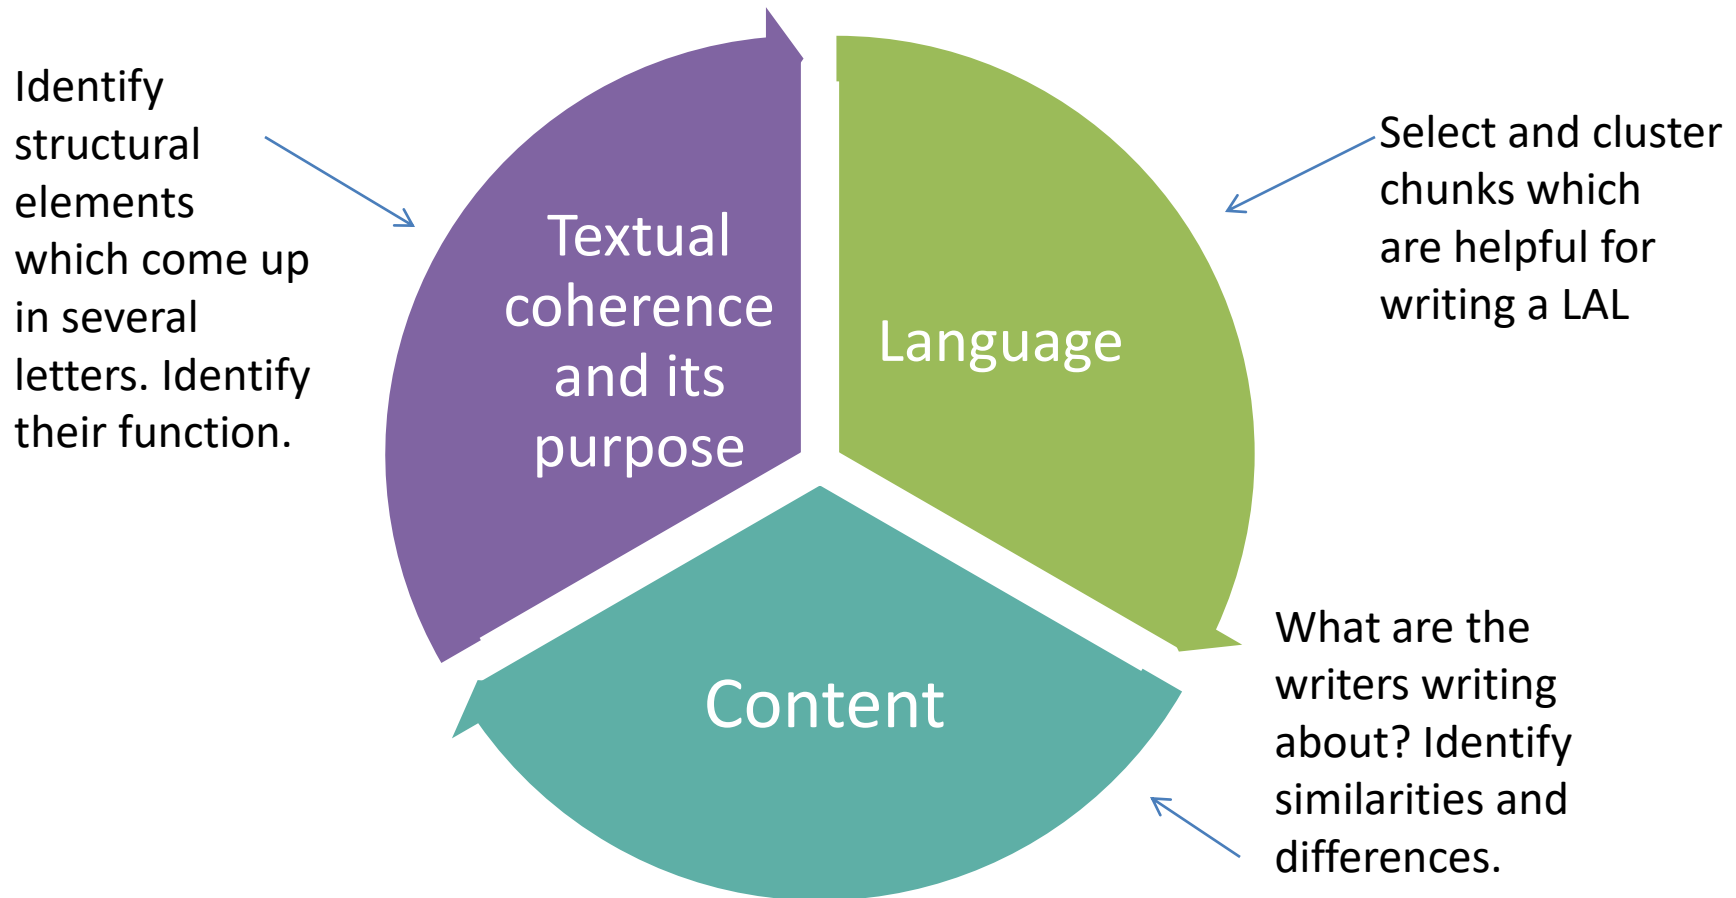 Identify
structural
elements
which come up
in several
letters. Identify
their function.
Textual
coherence
and its
purpose
Language
Select and cluster
chunks which
are helpful for
writing a LAL
Content
What are the
writers writing
about? Identify
similarities and
differences.